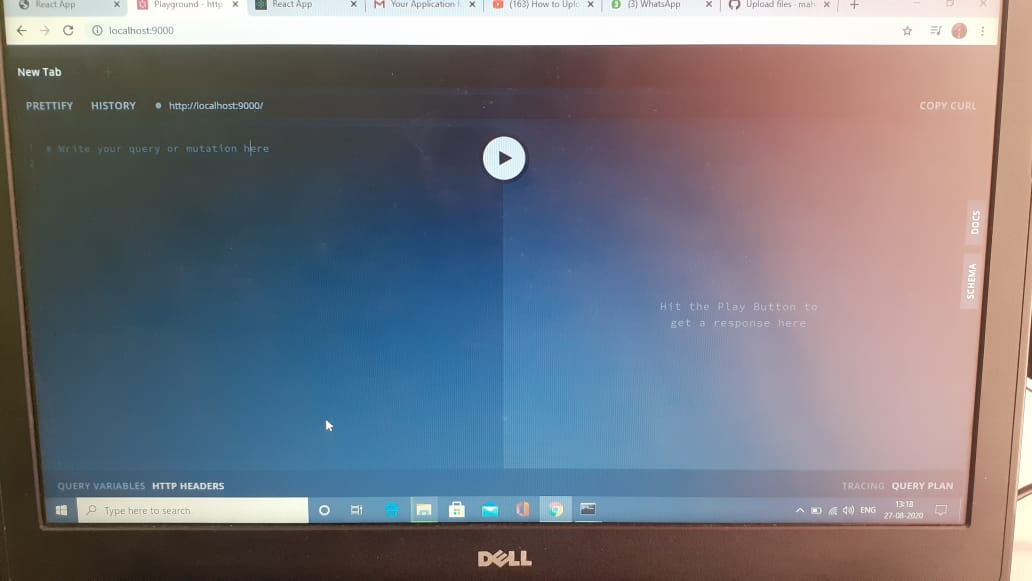 React App
Playground - http
React App
Your Application
(163) How to Uplo
(3) WhatsApp
Upload files - mah
localhost:9000
New Tab
PRETTIFY HISTORY http://localhost:9000/ COPY CURL
1 # Write your query or mutation here
2
DOCS
SCHEMA
Hit the Play Button to
get a response here
QUERY VARIABLES HTTP HEADERS TRACING QUERY PLAN
Type here to search
ENG
13:18
27-08-2020
DELL